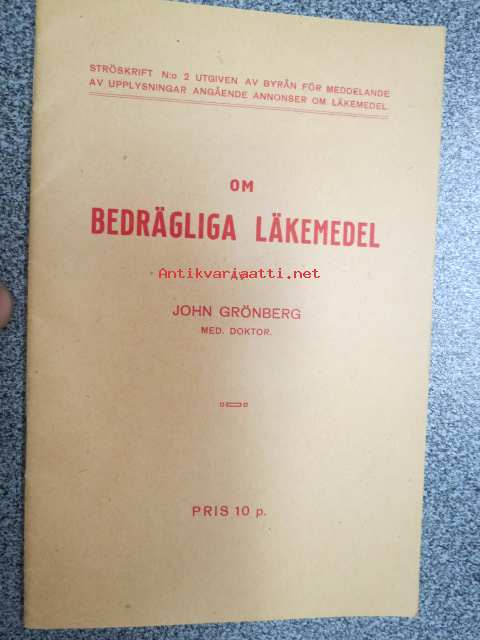 STRÖSKRIFT N:o 2 UTGIVEN AV BYRÅN FÖR MEDDELANDE
AV UPPLYSNINGAR ANGÅENDE ANNONSER OM LÄKEMEDEL.
OM
BEDRÄGLIGA LÄKEMEDEL
Antikvariaatti.net
JOHN GRÖNBERG
MED. DOKTOR.
PRIS 10 p.